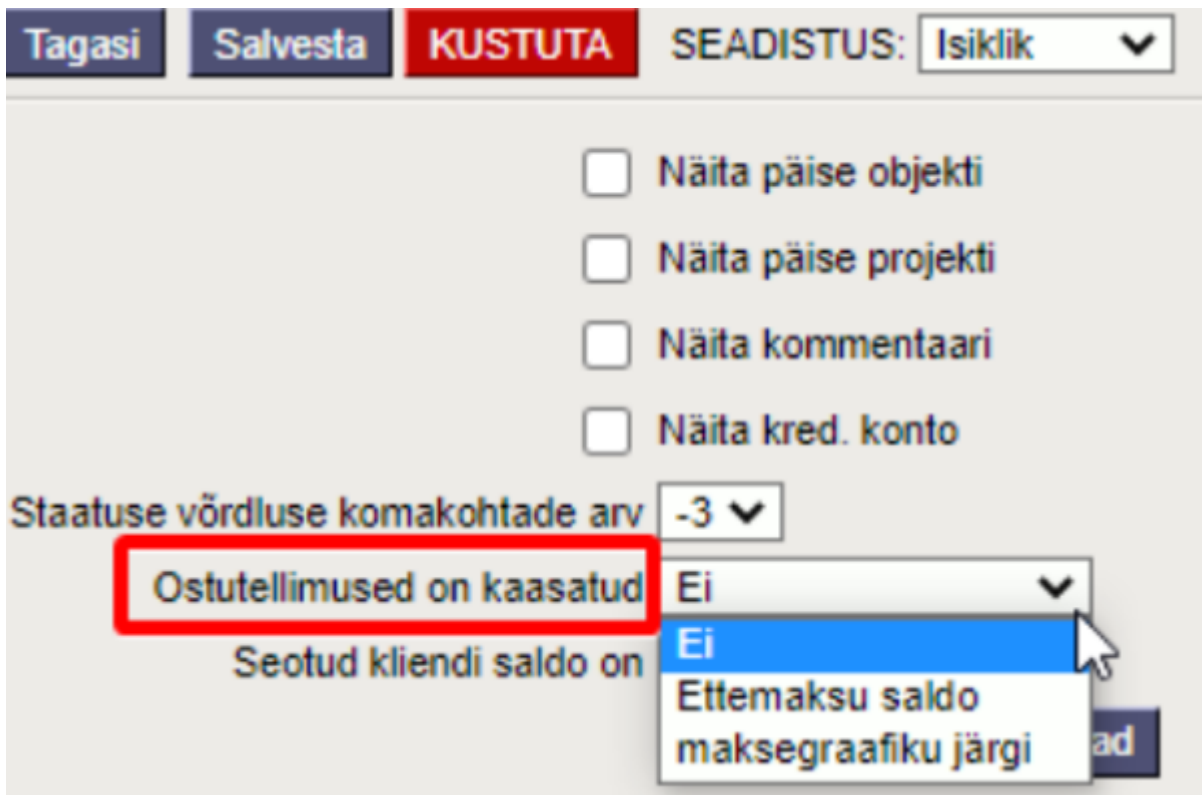 Tagasi Salvesta KUSTUTA SEADISTUS: Isiklik
Näita päise objekti
Näita päise projekti
Näita kommentaari
Näita kred. konto
Staatuse võrdluse komakohtade arv -3
Ostutellimused on kaasatud Ei
Ei
Seotud kliendi saldo on
Ettemaksu saldo
maksegraafiku järgi